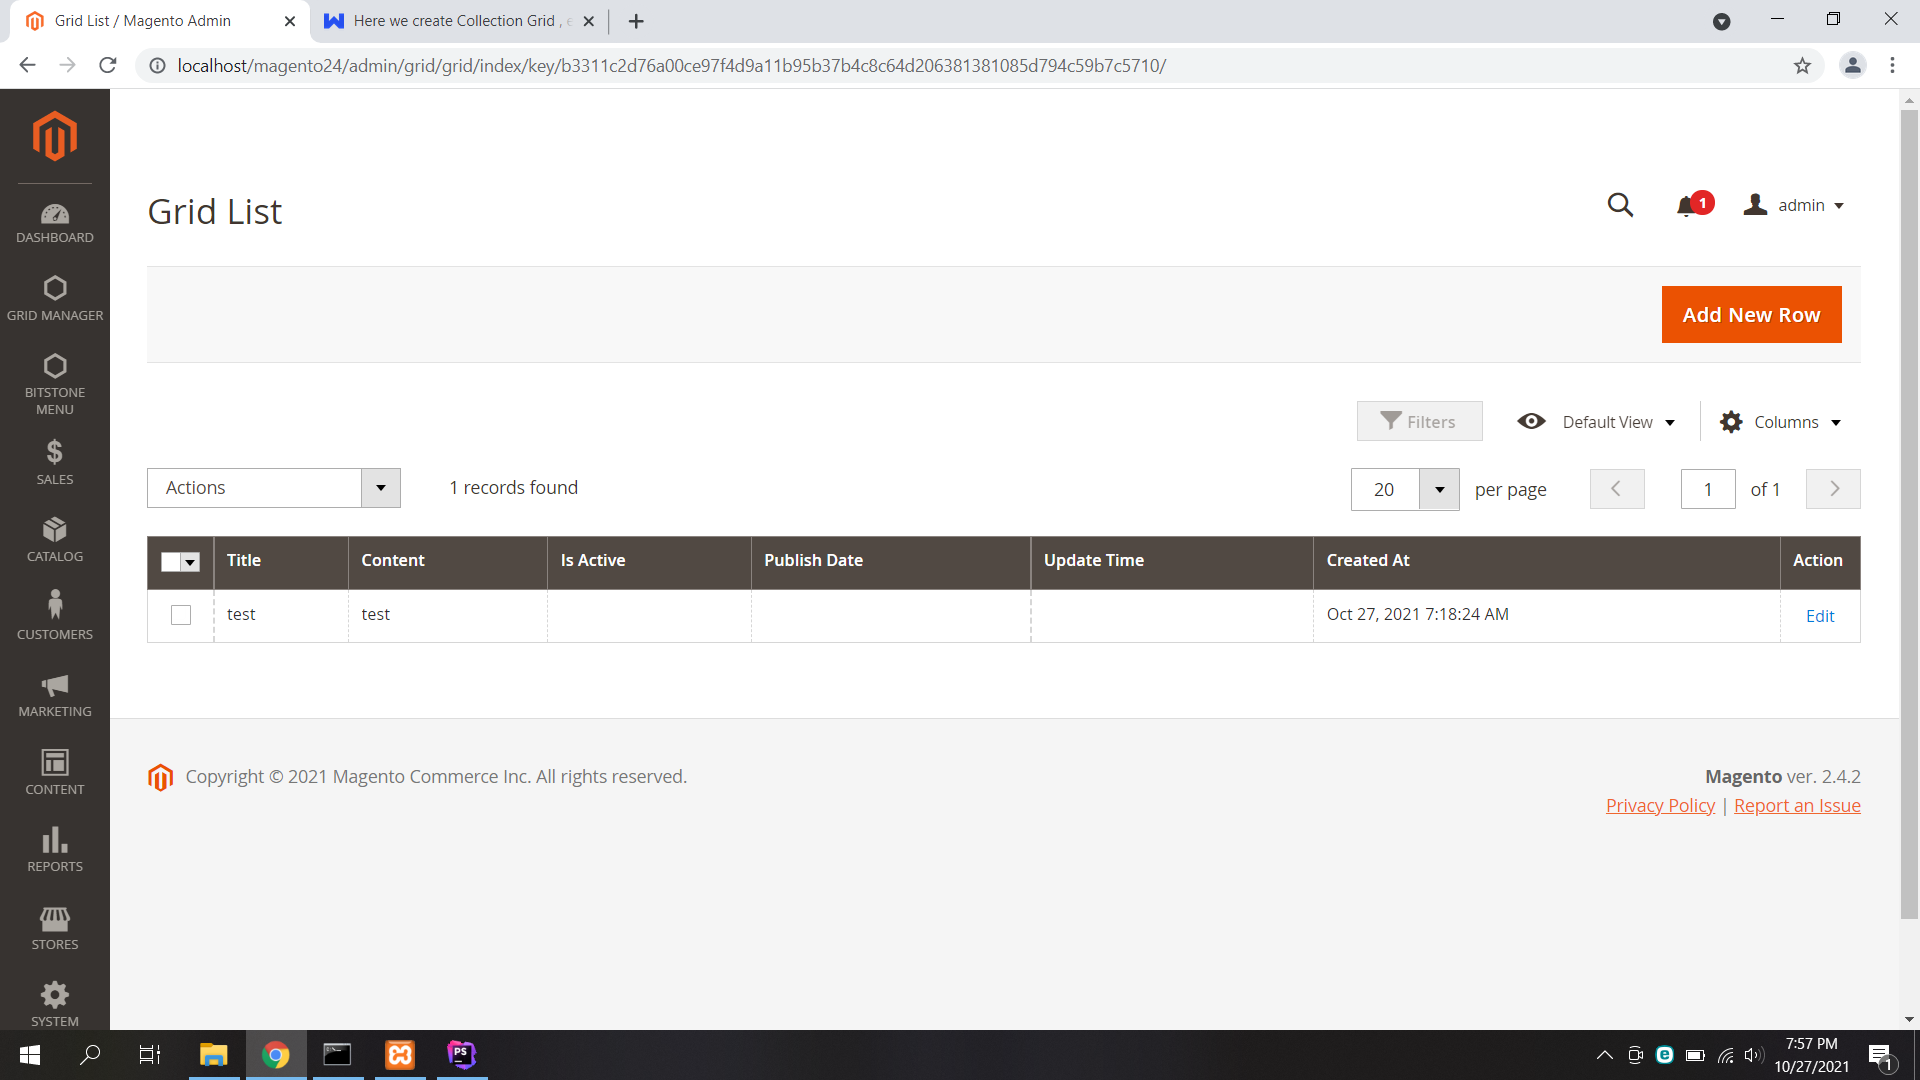 Grid List / Magento Admin
Here we create Collection Grid , e
localhost/magento24/admin/grid/grid/index/key/b3311c2d76a00ce97f4d9a11b95b37b4c8c64d206381381085d794c59b7c5710/
DASHBOARD
GRID MANAGER
BITSTONE
MENU
SALES
CATALOG
CUSTOMERS
MARKETING
CONTENT
REPORTS
STORES
SYSTEM
Grid List
1
admin
Add New Row
Filters
Default View
Columns
Actions
1 records found
20
per page
1
of 1
Title Content Is Active Publish Date Update Time Created At Action
test test Oct 27, 2021 7:18:24 AM Edit
Copyright © 2021 Magento Commerce Inc. All rights reserved.
Magento ver. 2.4.2
Privacy Policy | Report an Issue
PS
7:57 PM
10/27/2021
1